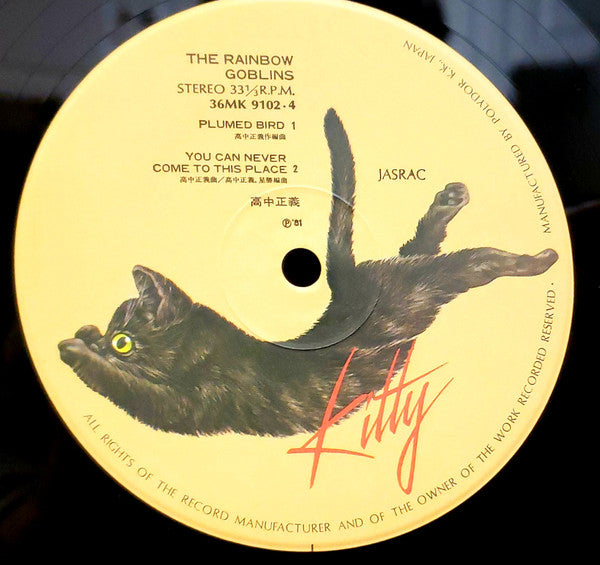 THE RAINBOW
GOBLINS
STEREO 33⅓ R.P.M.
36MK 9102-4
PLUMED BIRD 1
高中正義作編曲
YOU CAN NEVER
COME TO THIS PLACE 2
高中正義曲/高中正義,星勝編曲
高中正義
Ⓟ'81
JASRAC
Kitty
MANUFACTURED BY POLYDOR K.K., JAPAN
ALL RIGHTS OF THE RECORD MANUFACTURER AND OF THE OWNER OF THE WORK RECORDED RESERVED.